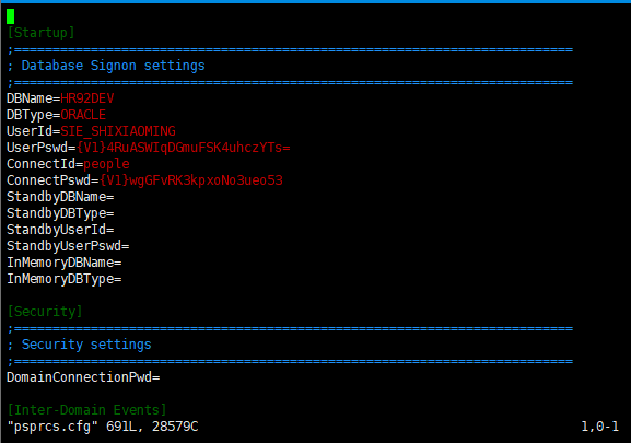 [Startup]
;=========================================================================
; Database Signon settings
;=========================================================================
DBName=HR92DEV
DBType=ORACLE
UserId=SIE_SHIXIAOMING
UserPswd={V1}4RuASWIqDGmuFSK4uhczYTs=
ConnectId=people
ConnectPswd={V1}wgGFvRK3kpxoNo3ueo53
StandbyDBName=
StandbyDBType=
StandbyUserId=
StandbyUserPswd=
InMemoryDBName=
InMemoryDBType=
[Security]
;=========================================================================
; Security settings
;=========================================================================
DomainConnectionPwd=
[Inter-Domain Events]
"psprcs.cfg" 691L, 28579C 1,0-1